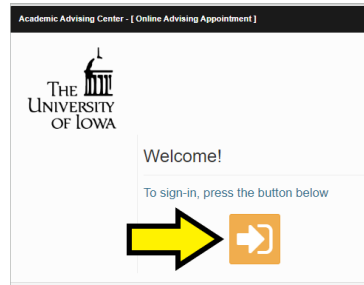 Academic Advising Center - [ Online Advising Appointment ]
THE
UNIVERSITY
OF IOWA
Welcome!
To sign-in, press the button below